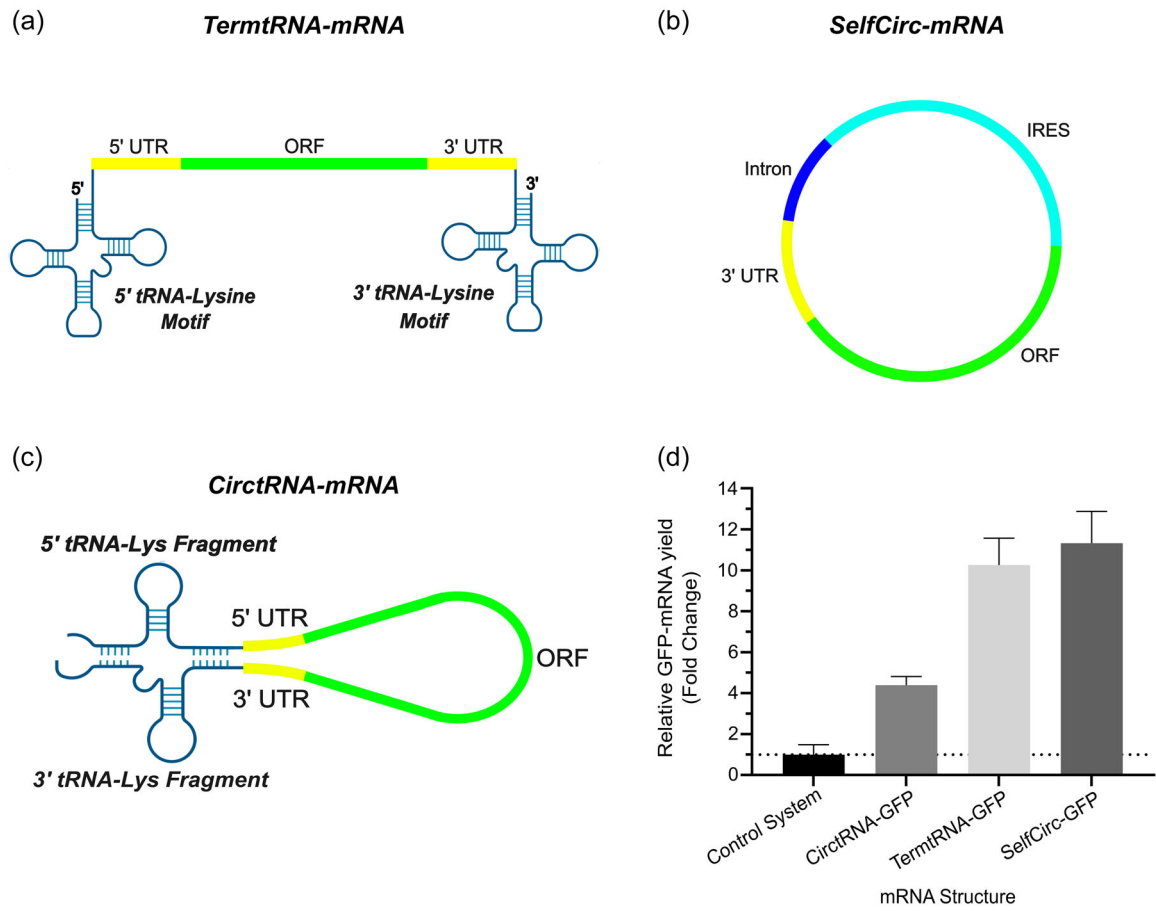 (a)
TermtRNA-mRNA
5' UTR
ORF
3' UTR
5'
3'
5' tRNA-Lysine
Motif
3' tRNA-Lysine
Motif
(b)
SelfCirc-mRNA
IRES
Intron
3' UTR
ORF
(c)
CirctRNA-mRNA
5' tRNA-Lys Fragment
5' UTR
ORF
3' UTR
3' tRNA-Lys Fragment
(d)
Relative GFP-mRNA yield
(Fold Change)
14
12
10
8
6
4
2
0
Control System
CirctRNA-GFP
TermtRNA-GFP
SelfCirc-GFP
mRNA Structure